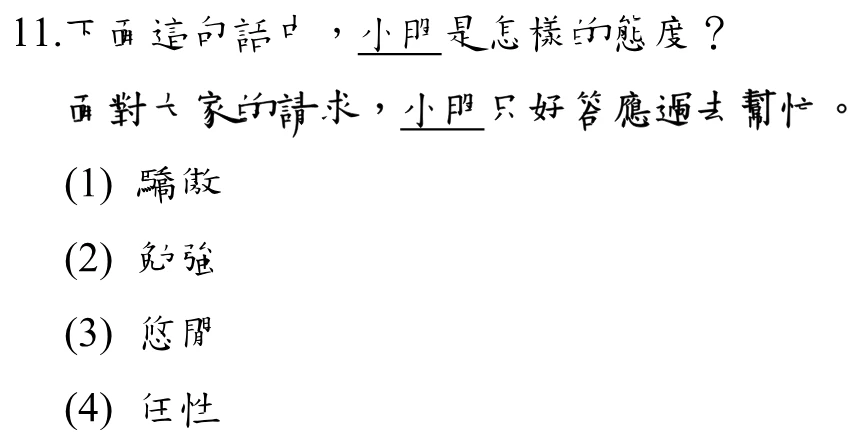 11.下面這句話中，小明是怎樣的態度？
面對大家的請求，小明只好答應過去幫忙。
(1) 驕傲
(2) 勉強
(3) 悠閒
(4) 任性